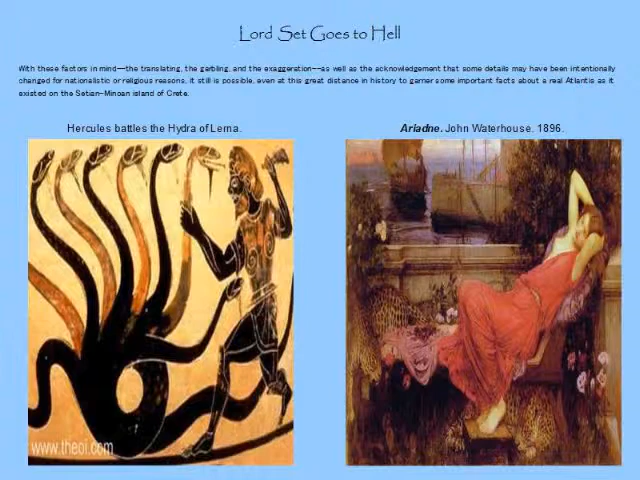 Lord Set Goes to Hell
With these factors in mind—the translating, the garbling, and the exaggeration—as well as the acknowledgement that some details may have been intentionally
changed for nationalistic or religious reasons, it still is possible, even at this great distance in history to garner some important facts about a real Atlantis as it
existed on the Setian-Minoan island of Crete.
Hercules battles the Hydra of Lerna.
Ariadne. John Waterhouse. 1896.
www.theoi.com